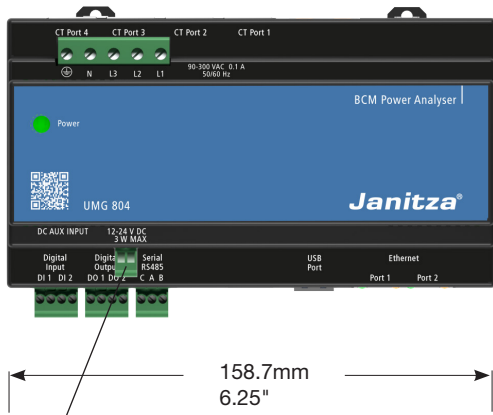 CT Port 4 CT Port 3 CT Port 2 CT Port 1
N L3 L2 L1
90-300 VAC 0.1 A
50/60 Hz
BCM Power Analyser
Power
UMG 804
Janitza®
DC AUX INPUT 12-24 V DC
3 W MAX
Digital Input
DI 1 DI 2
Digital Outpu
DO 1 DO 2
Serial RS485
C A B
USB Port
Ethernet
Port 1 Port 2
158.7mm
6.25"